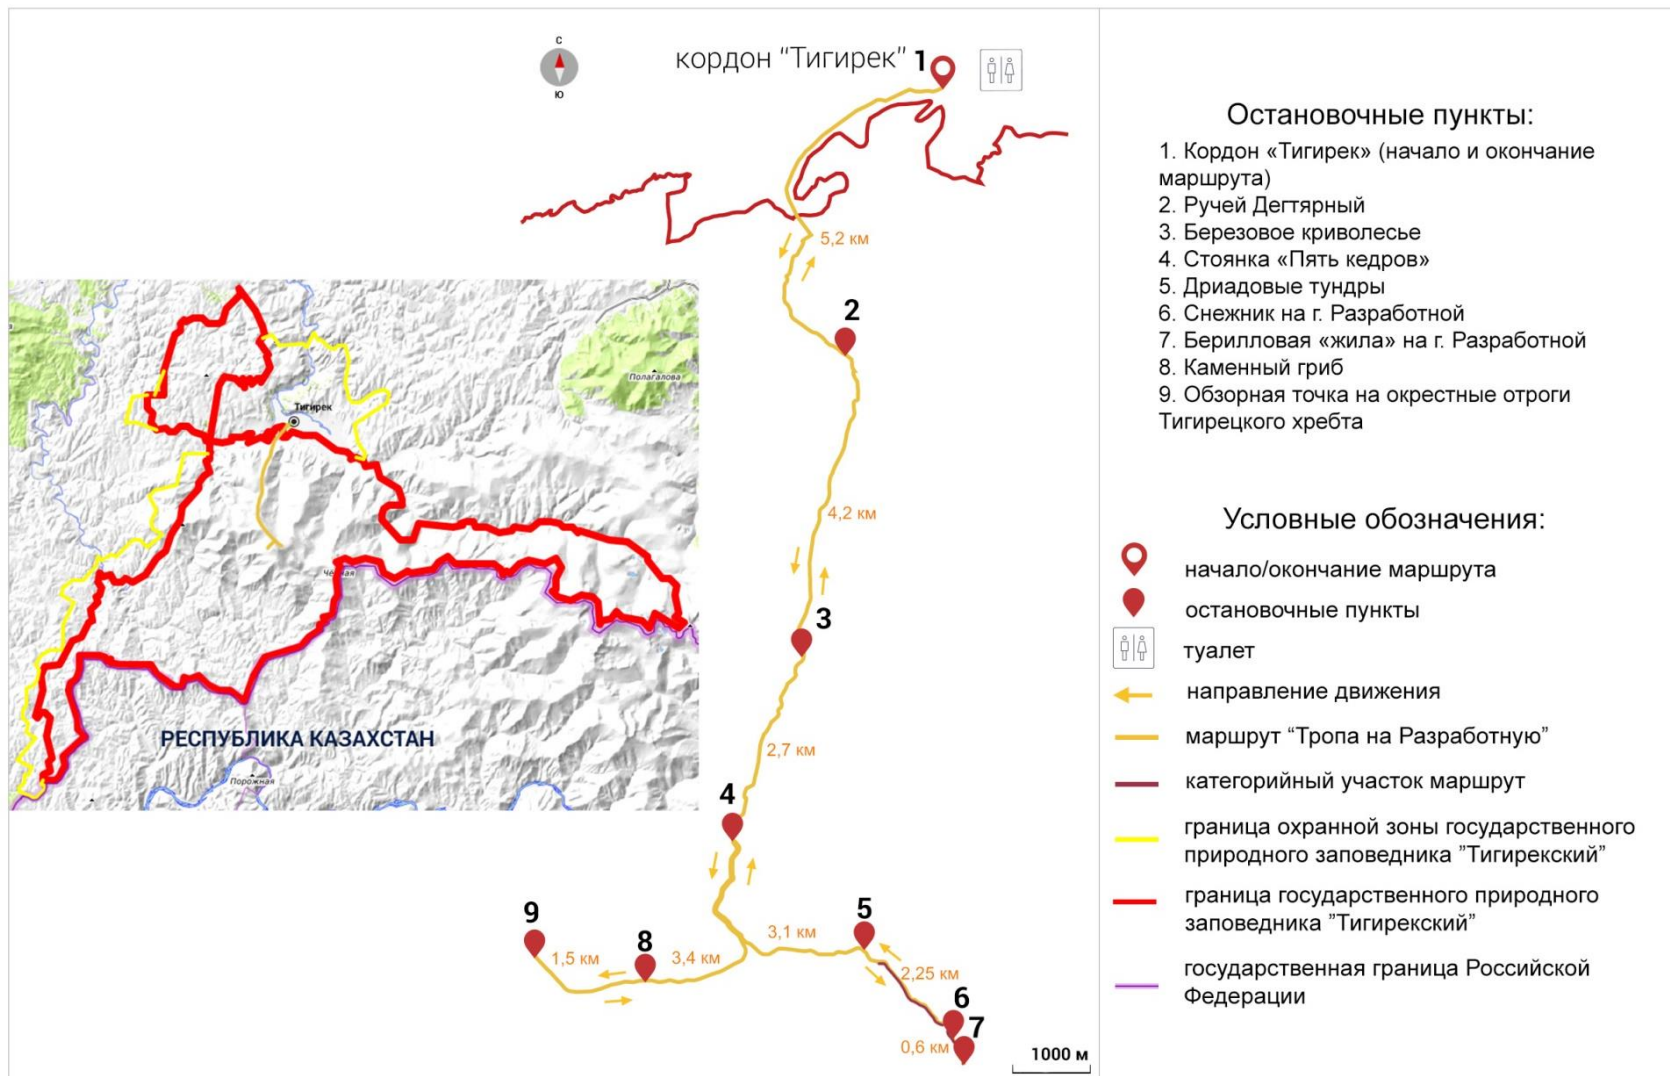 С
Ю
кордон "Тигирек" 1
5,2 км
2
4,2 км
3
2,7 км
4
9
1,5 км
8
3,4 км
3,1 км
5
2,25 км
6
7
0,6 км
1000 м
Полагалова
Тигирек
Чёрная
РЕСПУБЛИКА КАЗАХСТАН
Порожная
Остановочные пункты:
1. Кордон «Тигирек» (начало и окончание
маршрута)
2. Ручей Дегтярный
3. Березовое криволесье
4. Стоянка «Пять кедров»
5. Дриадовые тундры
6. Снежник на г. Разработной
7. Берилловая «жила» на г. Разработной
8. Каменный гриб
9. Обзорная точка на окрестные отроги
Тигирецкого хребта
Условные обозначения:
начало/окончание маршрута
остановочные пункты
туалет
направление движения
маршрут “Тропа на Разработную”
категорийный участок маршрут
граница охранной зоны государственного
природного заповедника ”Тигирекский”
граница государственного природного
заповедника ”Тигирекский”
государственная граница Российской
Федерации